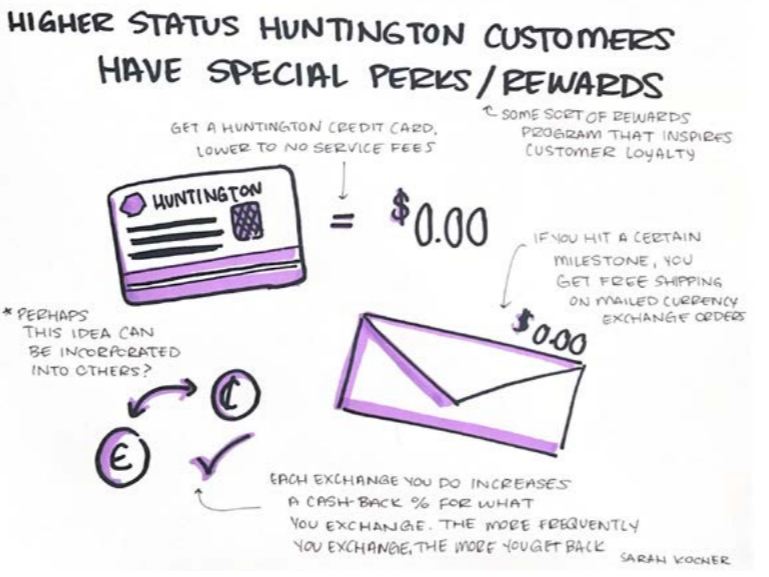 HIGHER STATUS HUNTINGTON CUSTOMERS
HAVE SPECIAL PERKS/REWARDS
SOME SORT OF REWARDS
PROGRAM THAT INSPIRES
CUSTOMER LOYALTY
GET A HUNTINGTON CREDIT CARD,
LOWER TO NO SERVICE FEES
HUNTINGTON
= $0.00
IF YOU HIT A CERTAIN
MILESTONE, YOU
GET FREE SHIPPING
ON MAILED CURRENCY
EXCHANGE ORDERS
$0.00
* PERHAPS
THIS IDEA CAN
BE INCORPORATED
INTO OTHERS?
₵
€
EACH EXCHANGE YOU DO INCREASES
A CASH-BACK % FOR WHAT
YOU EXCHANGE. THE MORE FREQUENTLY
YOU EXCHANGE, THE MORE YOU GET BACK
SARAH KOCHER